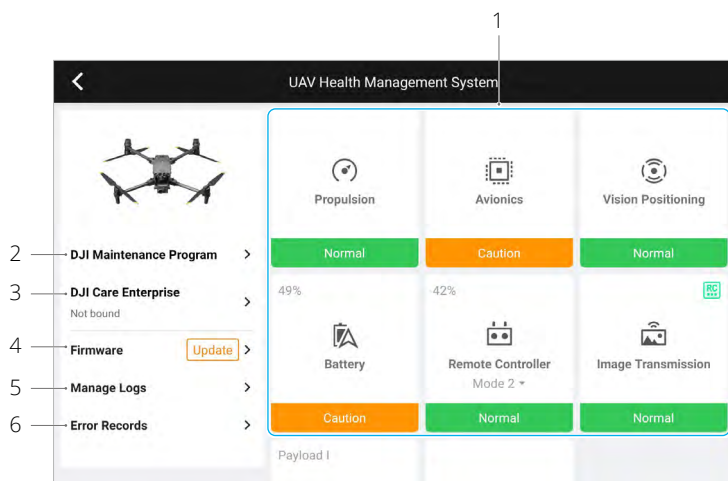 1
UAV Health Management System
Propulsion
Normal
Avionics
Caution
Vision Positioning
Normal
2
DJI Maintenance Program
3
DJI Care Enterprise
Not bound
4
Firmware
Update
5
Manage Logs
6
Error Records
49%
Battery
Caution
42%
Remote Controller
Mode 2
Normal
RC
Image Transmission
Normal
Payload I